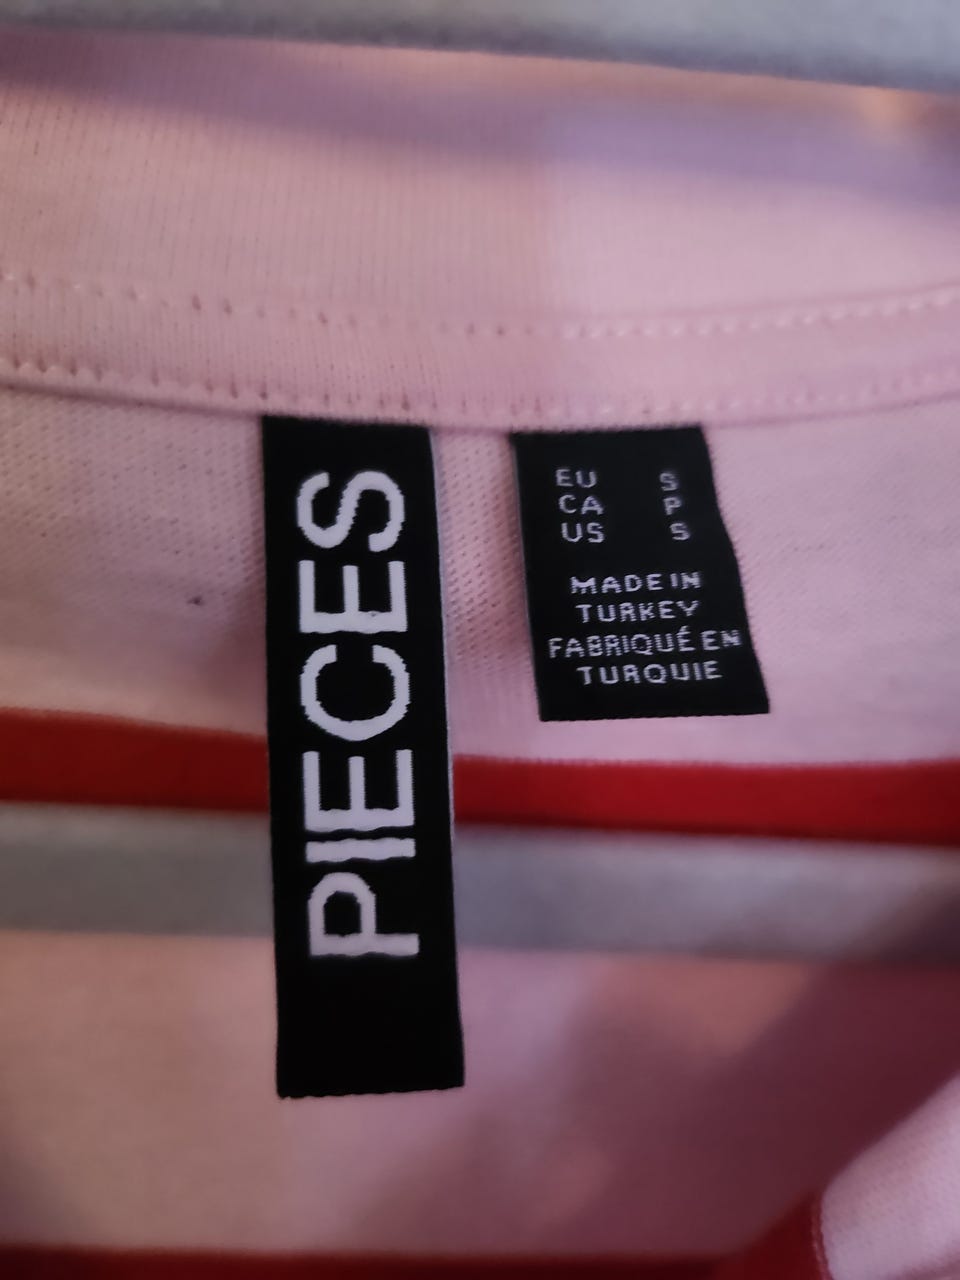 PIECES
EU S
CA P
US S
MADE IN
TURKEY
FABRIQUÉ EN
TURQUIE